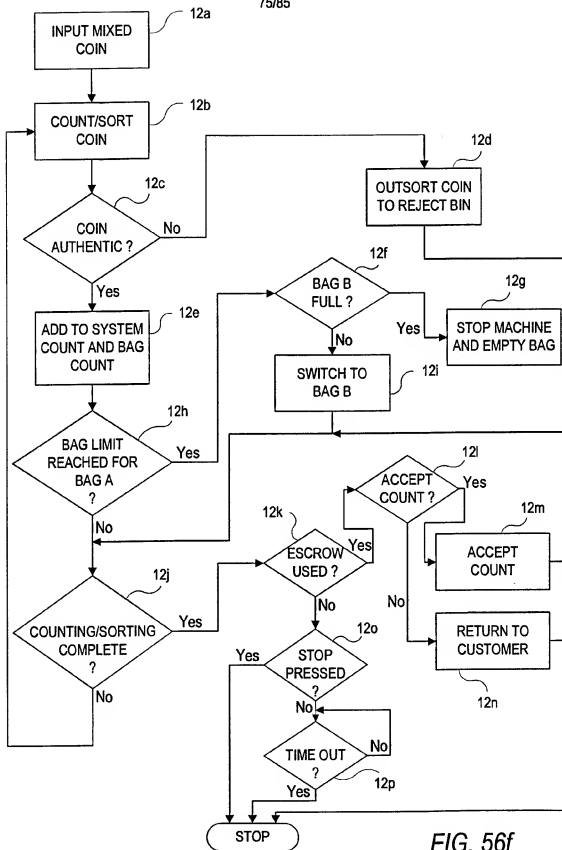 75/85
12a
INPUT MIXED
COIN
12b
COUNT/SORT
COIN
12c
COIN
AUTHENTIC ?
No
Yes
12d
OUTSORT COIN
TO REJECT BIN
12e
ADD TO SYSTEM
COUNT AND BAG
COUNT
12f
BAG B
FULL ?
Yes
No
12g
STOP MACHINE
AND EMPTY BAG
12i
SWITCH TO
BAG B
12h
BAG LIMIT
REACHED FOR
BAG A
?
Yes
No
12j
COUNTING/SORTING
COMPLETE
?
Yes
No
12k
ESCROW
USED ?
Yes
No
12l
ACCEPT
COUNT ?
Yes
No
12m
ACCEPT
COUNT
RETURN TO
CUSTOMER
12n
12o
STOP
PRESSED
?
Yes
No
TIME OUT
?
No
Yes
12p
STOP
FIG. 56f